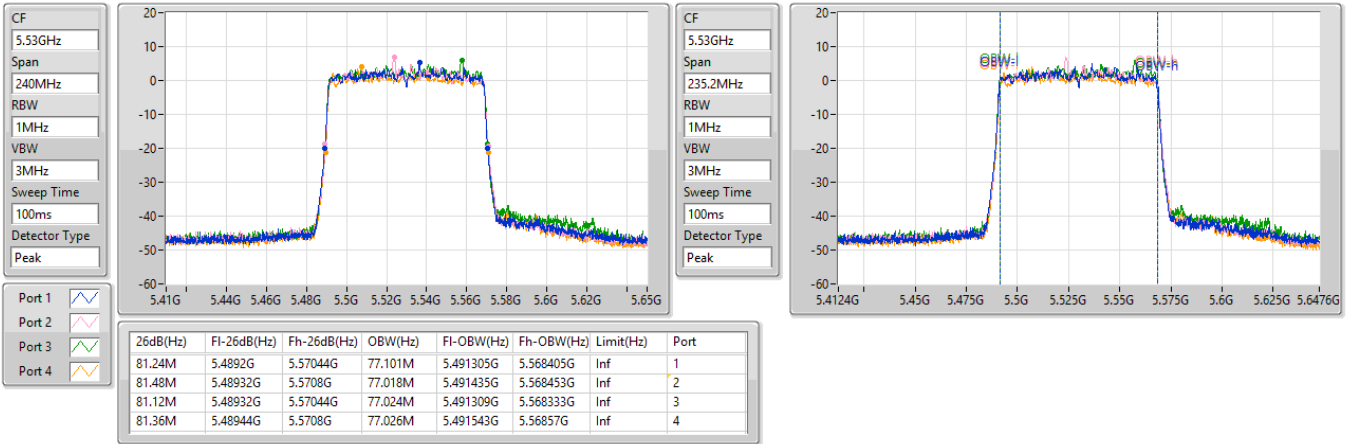 CF
5.53GHz
Span
240MHz
RBW
1MHz
VBW
3MHz
Sweep Time
100ms
Detector Type
Peak
20
10
0
-10
-20
-30
-40
-50
-60
5.41G 5.44G 5.46G 5.48G 5.5G 5.52G 5.54G 5.56G 5.58G 5.6G 5.62G 5.65G
CF
5.53GHz
Span
235.2MHz
RBW
1MHz
VBW
3MHz
Sweep Time
100ms
Detector Type
Peak
20
10
0
-10
-20
-30
-40
-50
-60
OBW-l OBW-h
5.4124G 5.45G 5.475G 5.5G 5.525G 5.55G 5.575G 5.6G 5.625G 5.6476G
Port 1
Port 2
Port 3
Port 4
26dB(Hz) Fl-26dB(Hz) Fh-26dB(Hz) OBW(Hz) Fl-OBW(Hz) Fh-OBW(Hz) Limit(Hz) Port
81.24M 5.4892G 5.57044G 77.101M 5.491305G 5.568405G Inf 1
81.48M 5.48932G 5.5708G 77.018M 5.491435G 5.568453G Inf 2
81.12M 5.48932G 5.57044G 77.024M 5.491309G 5.568333G Inf 3
81.36M 5.48944G 5.5708G 77.026M 5.491543G 5.56857G Inf 4